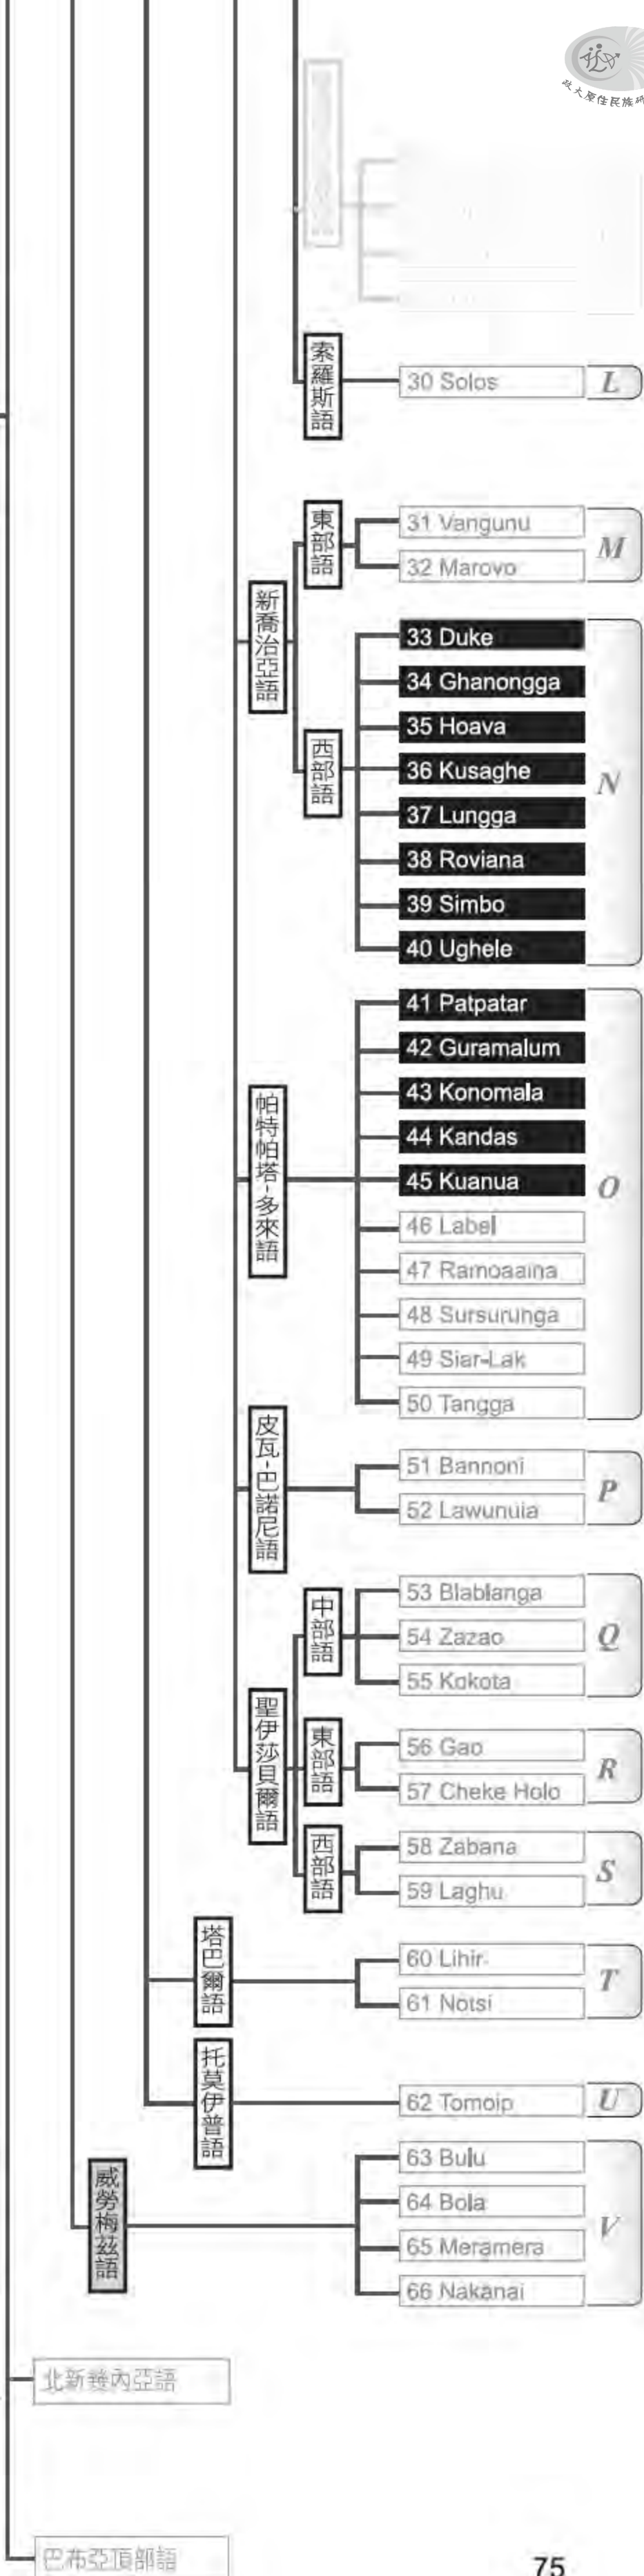 政大原住民族
索羅斯語
30 Solos
L
新喬治亞語
東部語
31 Vangunu
32 Marovo
M
西部語
33 Duke
34 Ghanongga
35 Hoava
36 Kusaghe
37 Lungga
38 Roviana
39 Simbo
40 Ughele
N
帕特帕塔-多來語
41 Patpatar
42 Guramalum
43 Konomala
44 Kandas
45 Kuanua
46 Label
47 Ramoaaina
48 Sursurunga
49 Siar-Lak
50 Tangga
O
皮瓦-巴諾尼語
51 Bannoni
52 Lawunuia
P
聖伊莎貝爾語
中部語
53 Blablanga
54 Zazao
55 Kokota
Q
東部語
56 Gao
57 Cheke Holo
R
西部語
58 Zabana
59 Laghu
S
塔巴爾語
60 Lihir
61 Notsi
T
托莫伊普語
62 Tomoip
U
威勞梅茲語
63 Bulu
64 Bola
65 Meramera
66 Nakanai
V
北新幾內亞語
巴布亞頂部語
75